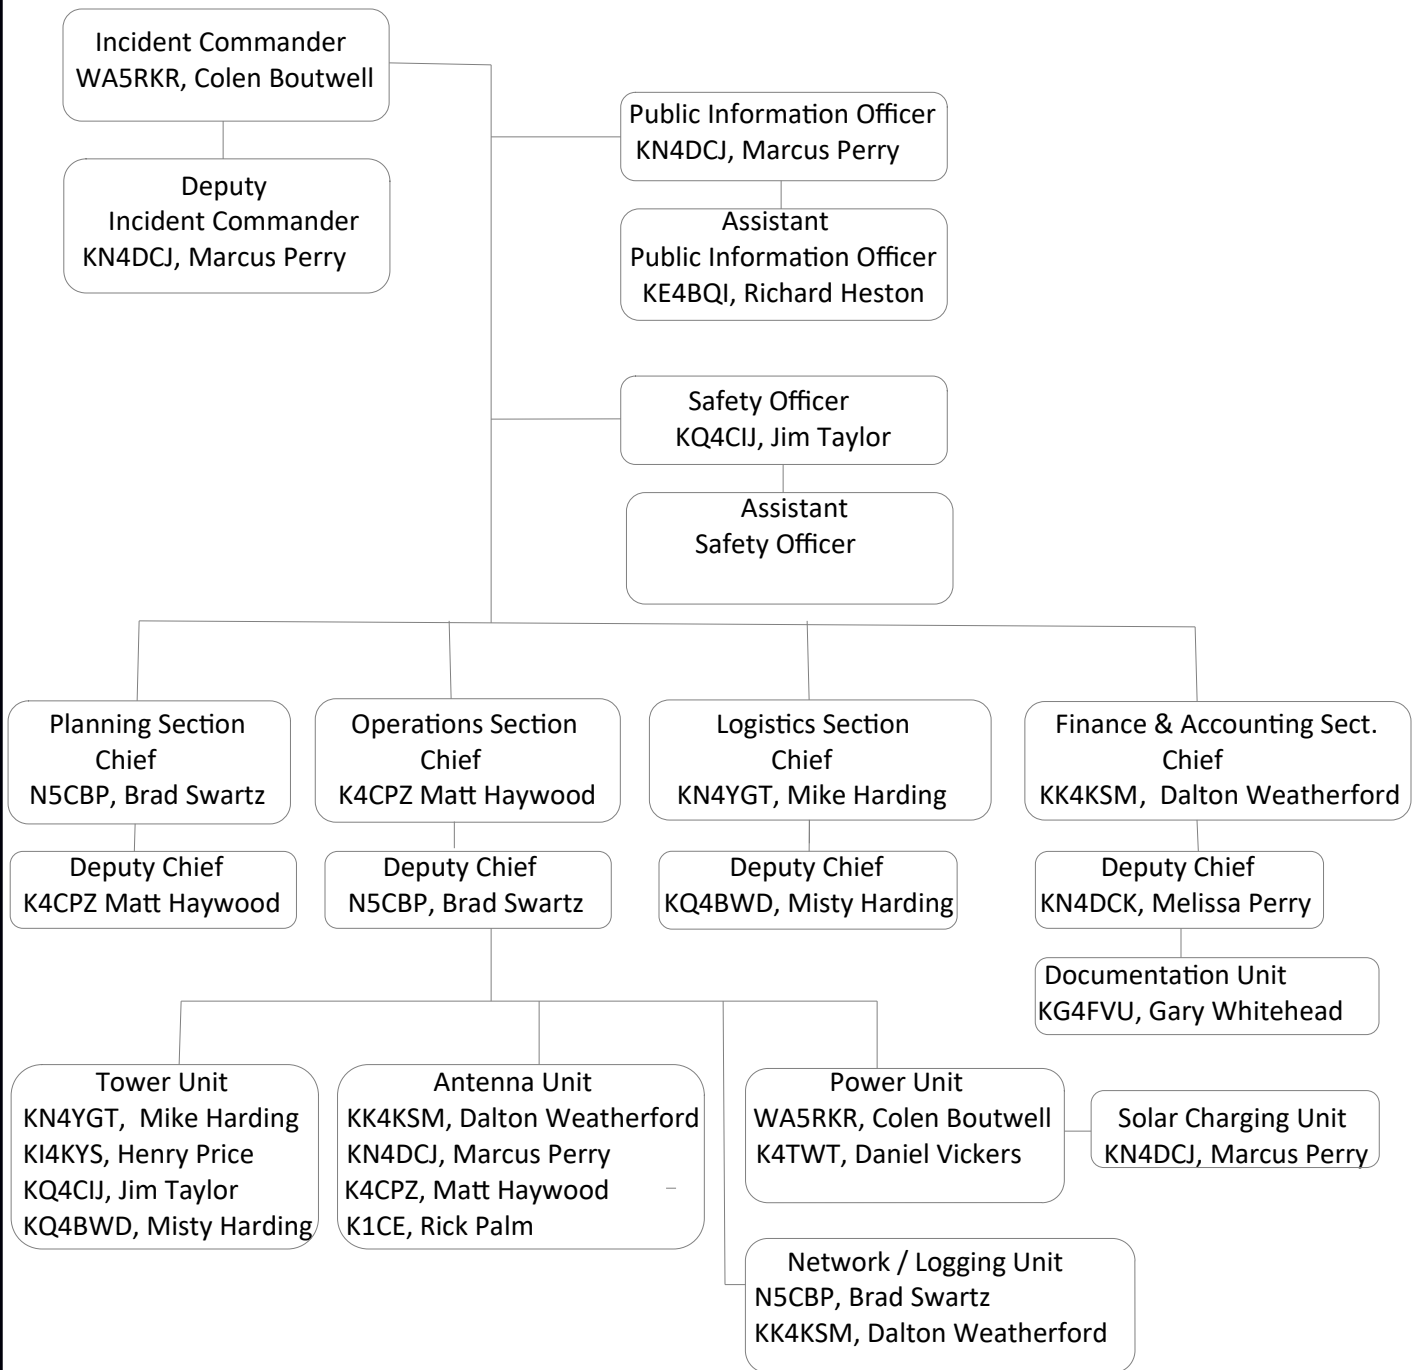 Incident Commander
WA5RKR, Colen Boutwell
Deputy
Incident Commander
KN4DCJ, Marcus Perry
Public Information Officer
KN4DCJ, Marcus Perry
Assistant
Public Information Officer
KE4BQI, Richard Heston
Safety Officer
KQ4CIJ, Jim Taylor
Assistant
Safety Officer
Planning Section
Chief
N5CBP, Brad Swartz
Operations Section
Chief
K4CPZ Matt Haywood
Logistics Section
Chief
KN4YGT, Mike Harding
Finance & Accounting Sect.
Chief
KK4KSM, Dalton Weatherford
Deputy Chief
K4CPZ Matt Haywood
Deputy Chief
N5CBP, Brad Swartz
Deputy Chief
KQ4BWD, Misty Harding
Deputy Chief
KN4DCK, Melissa Perry
Documentation Unit
KG4FVU, Gary Whitehead
Tower Unit
KN4YGT, Mike Harding
KI4KYS, Henry Price
KQ4CIJ, Jim Taylor
KQ4BWD, Misty Harding
Antenna Unit
KK4KSM, Dalton Weatherford
KN4DCJ, Marcus Perry
K4CPZ, Matt Haywood
K1CE, Rick Palm
Power Unit
WA5RKR, Colen Boutwell
K4TWT, Daniel Vickers
Solar Charging Unit
KN4DCJ, Marcus Perry
Network / Logging Unit
N5CBP, Brad Swartz
KK4KSM, Dalton Weatherford